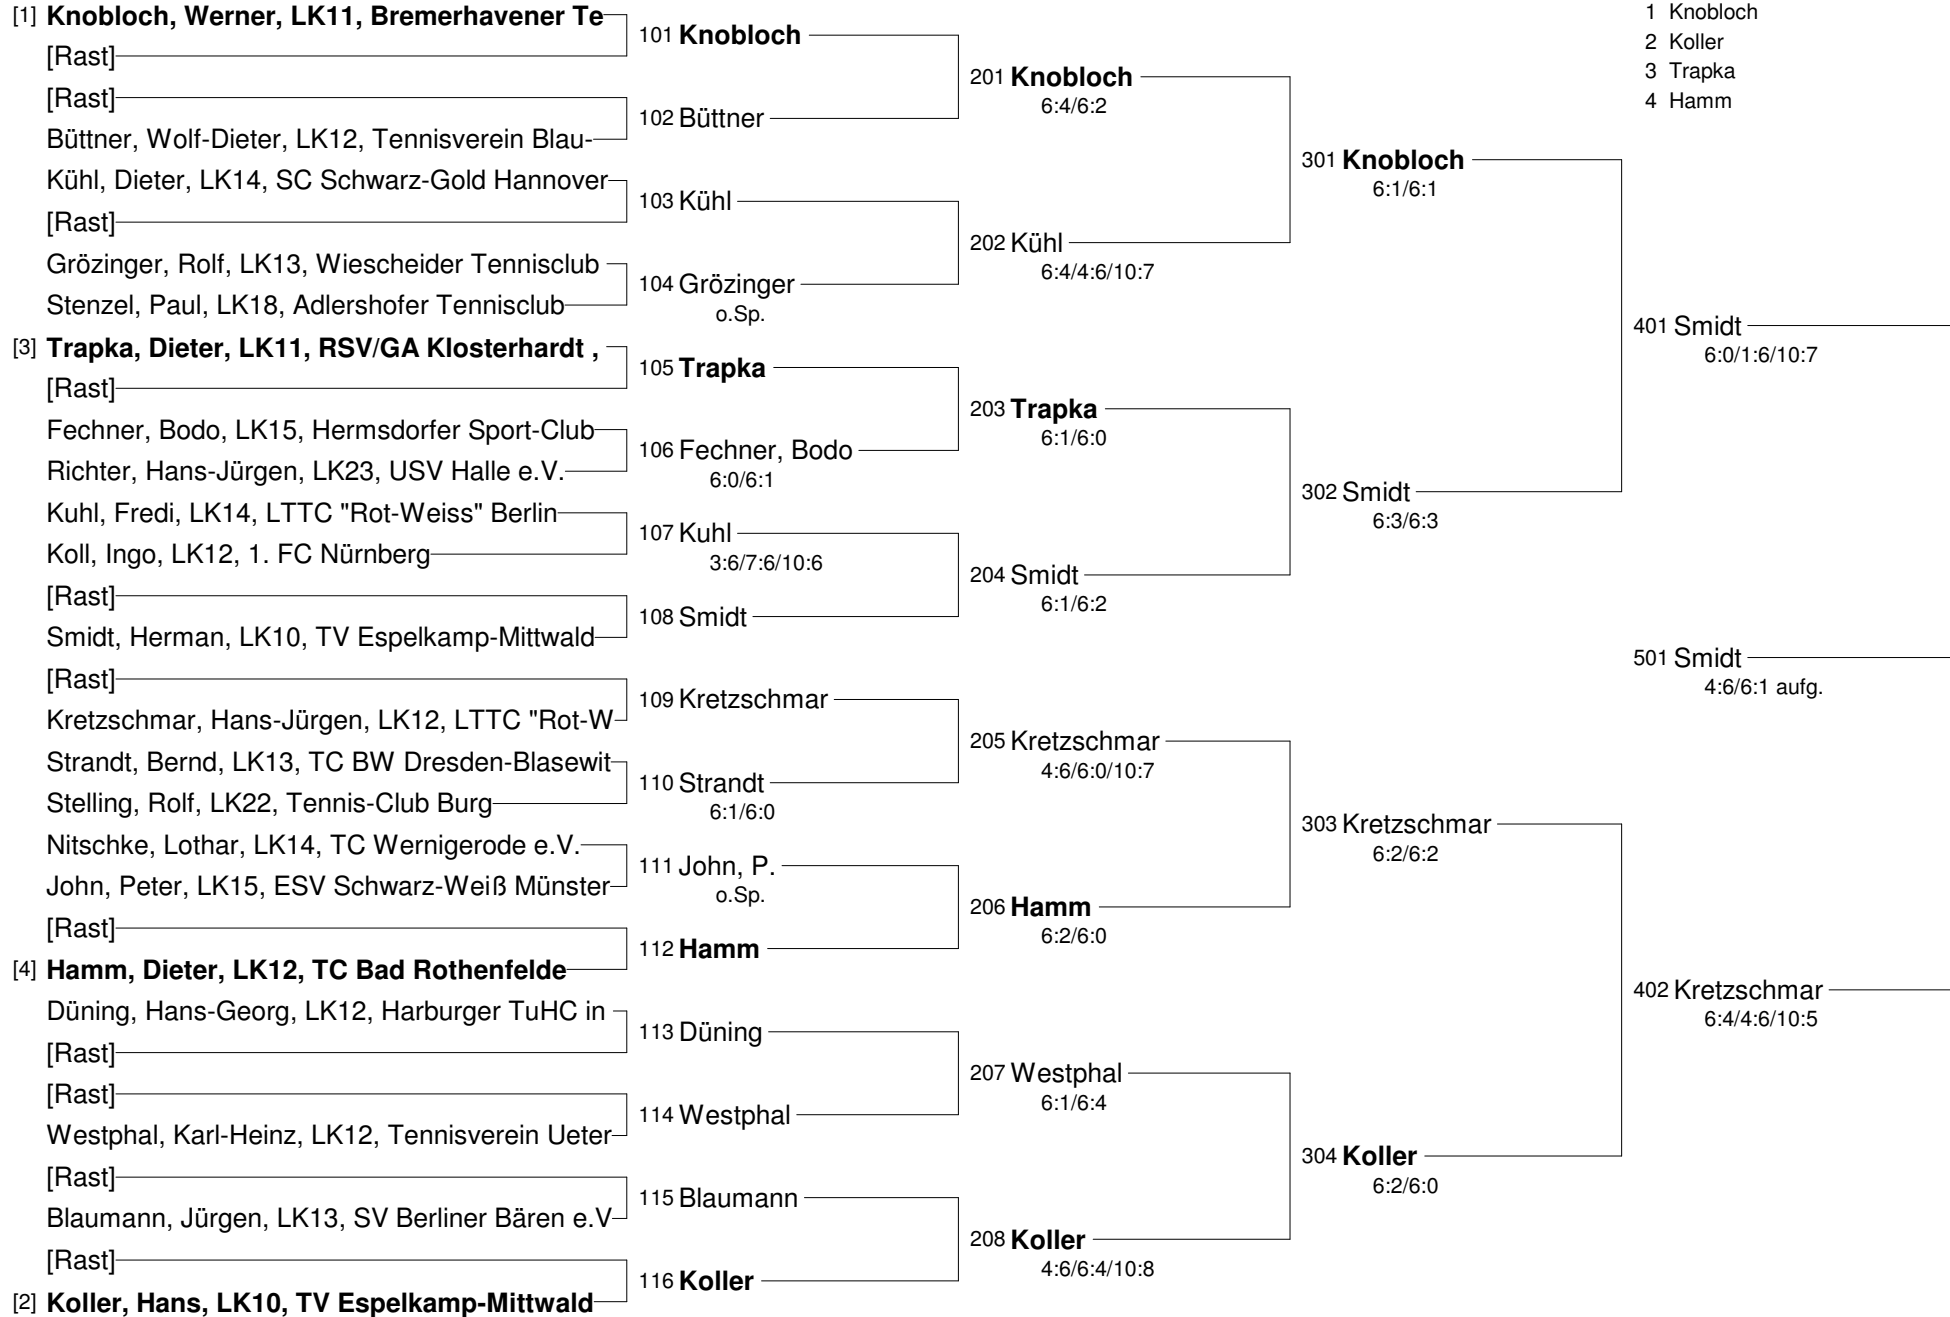 [1] Knobloch, Werner, LK11, Bremerhavener Te
[Rast]
[Rast]
Büttner, Wolf-Dieter, LK12, Tennisverein Blau-
Kühl, Dieter, LK14, SC Schwarz-Gold Hannover
[Rast]
Grözinger, Rolf, LK13, Wiescheider Tennisclub
Stenzel, Paul, LK18, Adlershofer Tennisclub
[3] Trapka, Dieter, LK11, RSV/GA Klosterhardt ,
[Rast]
Fechner, Bodo, LK15, Hermsdorfer Sport-Club
Richter, Hans-Jürgen, LK23, USV Halle e.V.
Kuhl, Fredi, LK14, LTTC "Rot-Weiss" Berlin
Koll, Ingo, LK12, 1. FC Nürnberg
[Rast]
Smidt, Herman, LK10, TV Espelkamp-Mittwald
[Rast]
Kretzschmar, Hans-Jürgen, LK12, LTTC "Rot-W
Strandt, Bernd, LK13, TC BW Dresden-Blasewit
Stelling, Rolf, LK22, Tennis-Club Burg
Nitschke, Lothar, LK14, TC Wernigerode e.V.
John, Peter, LK15, ESV Schwarz-Weiß Münster
[Rast]
[4] Hamm, Dieter, LK12, TC Bad Rothenfelde
Düning, Hans-Georg, LK12, Harburger TuHC in
[Rast]
[Rast]
Westphal, Karl-Heinz, LK12, Tennisverein Ueter
[Rast]
Blaumann, Jürgen, LK13, SV Berliner Bären e.V
[Rast]
[2] Koller, Hans, LK10, TV Espelkamp-Mittwald
101 Knobloch
102 Büttner
103 Kühl
104 Grözinger
o.Sp.
105 Trapka
106 Fechner, Bodo
6:0/6:1
107 Kuhl
3:6/7:6/10:6
108 Smidt
109 Kretzschmar
110 Strandt
6:1/6:0
111 John, P.
o.Sp.
112 Hamm
113 Düning
114 Westphal
115 Blaumann
116 Koller
201 Knobloch
6:4/6:2
202 Kühl
6:4/4:6/10:7
203 Trapka
6:1/6:0
204 Smidt
6:1/6:2
205 Kretzschmar
4:6/6:0/10:7
206 Hamm
6:2/6:0
207 Westphal
6:1/6:4
208 Koller
4:6/6:4/10:8
301 Knobloch
6:1/6:1
302 Smidt
6:3/6:3
303 Kretzschmar
6:2/6:2
304 Koller
6:2/6:0
1 Knobloch
2 Koller
3 Trapka
4 Hamm
401 Smidt
6:0/1:6/10:7
501 Smidt
4:6/6:1 aufg.
402 Kretzschmar
6:4/4:6/10:5